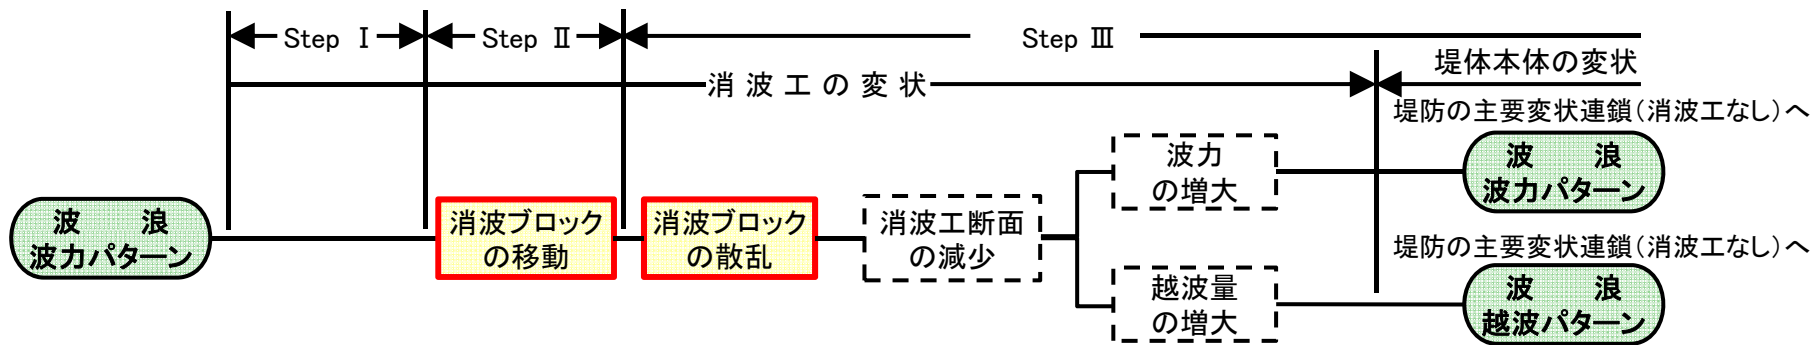 Step Ⅰ
Step Ⅱ
Step Ⅲ
消波工の変状
堤体本体の変状
堤防の主要変状連鎖(消波工なし)へ
波力
の増大
波　浪
波力パターン
波　浪
波力パターン
消波ブロック
の移動
消波ブロック
の散乱
消波工断面
の減少
堤防の主要変状連鎖(消波工なし)へ
越波量
の増大
波　浪
越波パターン